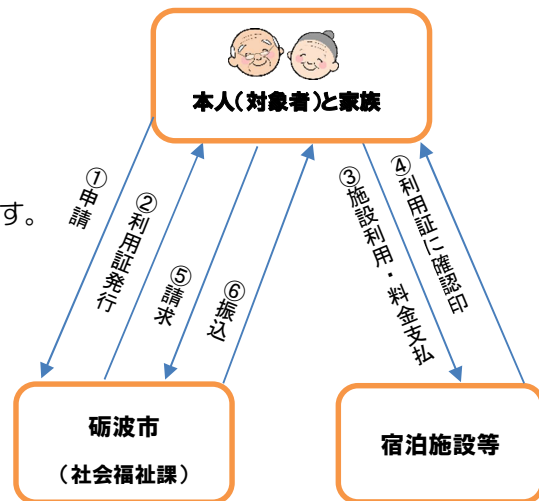 本人(対象者)と家族
す。
①申請
②利用証発行
⑤請求
⑥振込
③施設利用・料金支払
④利用証に確認印
砺波市
（社会福祉課）
宿泊施設等